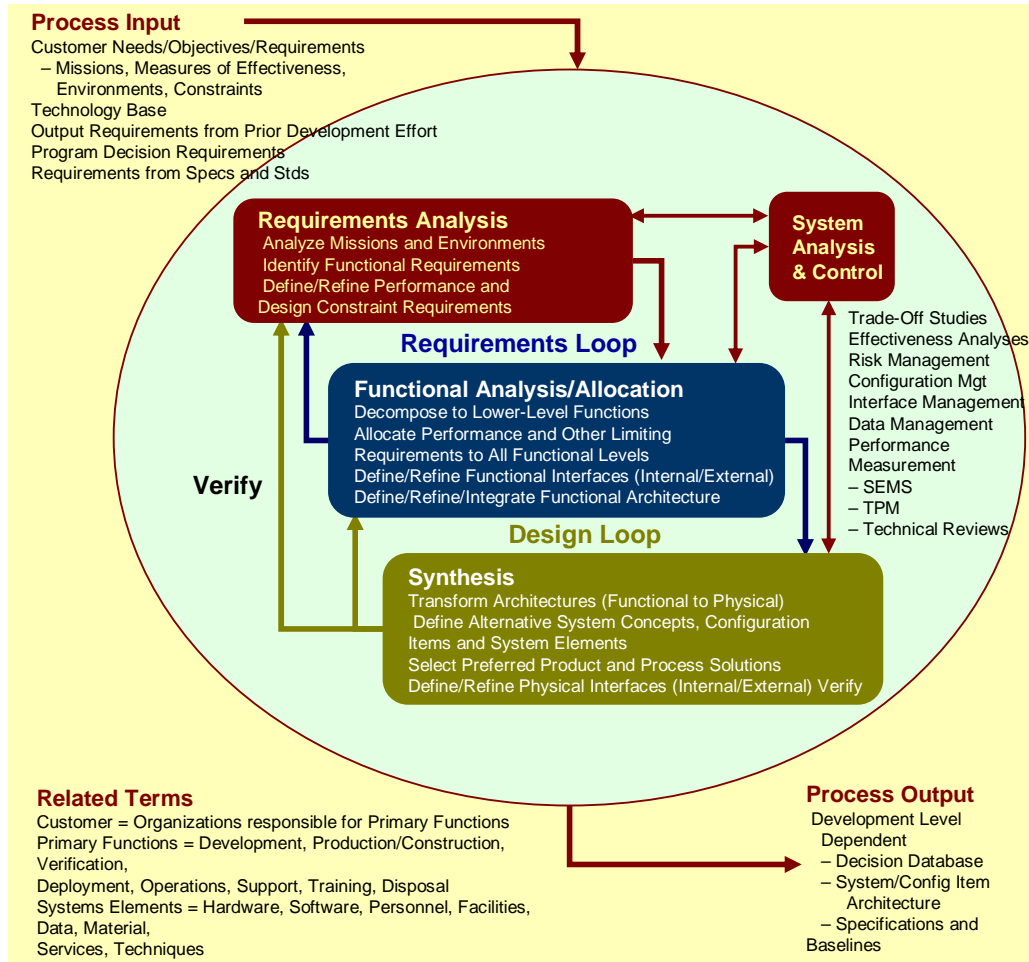 Process Input
Customer Needs/Objectives/Requirements
– Missions, Measures of Effectiveness,
Environments, Constraints
Technology Base
Output Requirements from Prior Development Effort
Program Decision Requirements
Requirements from Specs and Stds
Requirements Analysis
Analyze Missions and Environments
Identify Functional Requirements
Define/Refine Performance and
Design Constraint Requirements
System
Analysis
& Control
Trade-Off Studies
Effectiveness Analyses
Risk Management
Configuration Mgt
Interface Management
Data Management
Performance
Measurement
– SEMS
– TPM
– Technical Reviews
Requirements Loop
Functional Analysis/Allocation
Decompose to Lower-Level Functions
Allocate Performance and Other Limiting
Requirements to All Functional Levels
Define/Refine Functional Interfaces (Internal/External)
Define/Refine/Integrate Functional Architecture
Verify
Design Loop
Synthesis
Transform Architectures (Functional to Physical)
Define Alternative System Concepts, Configuration
Items and System Elements
Select Preferred Product and Process Solutions
Define/Refine Physical Interfaces (Internal/External) Verify
Related Terms
Customer = Organizations responsible for Primary Functions
Primary Functions = Development, Production/Construction,
Verification,
Deployment, Operations, Support, Training, Disposal
Systems Elements = Hardware, Software, Personnel, Facilities,
Data, Material,
Services, Techniques
Process Output
Development Level
Dependent
– Decision Database
– System/Config Item
Architecture
– Specifications and
Baselines